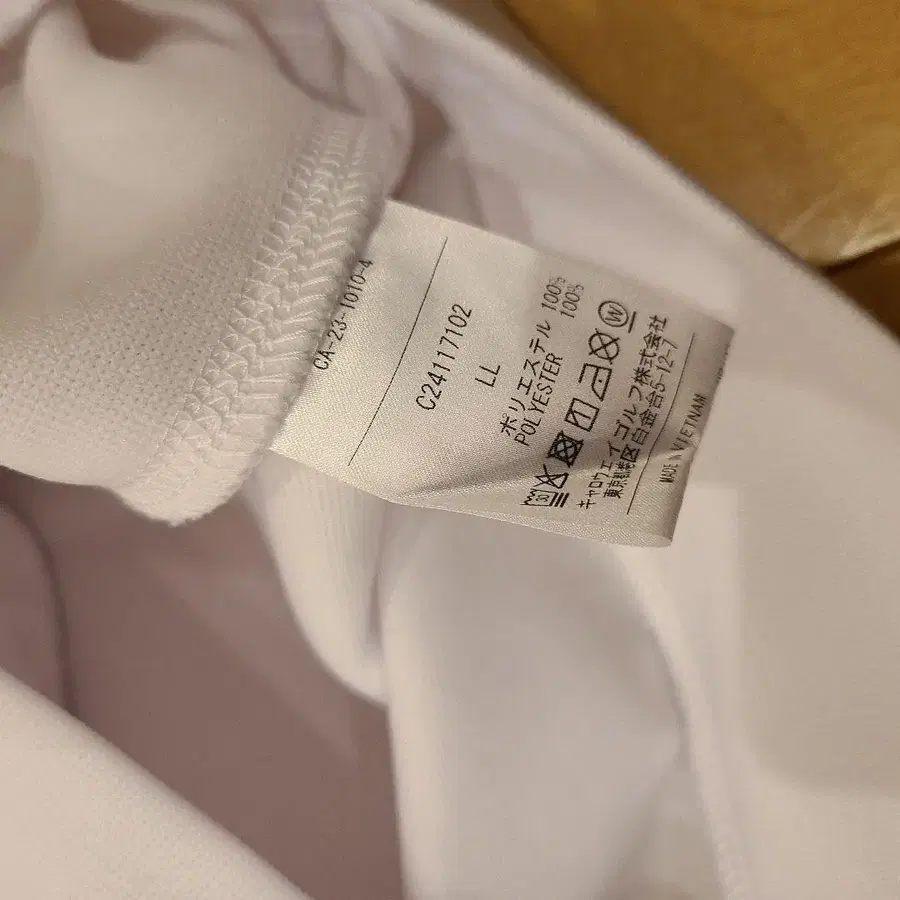 CA-23-1010-4
C24117102
LL
ポリエステル 100%
POLYESTER 100%
キャロウェイゴルフ株式会社
東京都港区白金台5-12-7
MADE IN VIETNAM